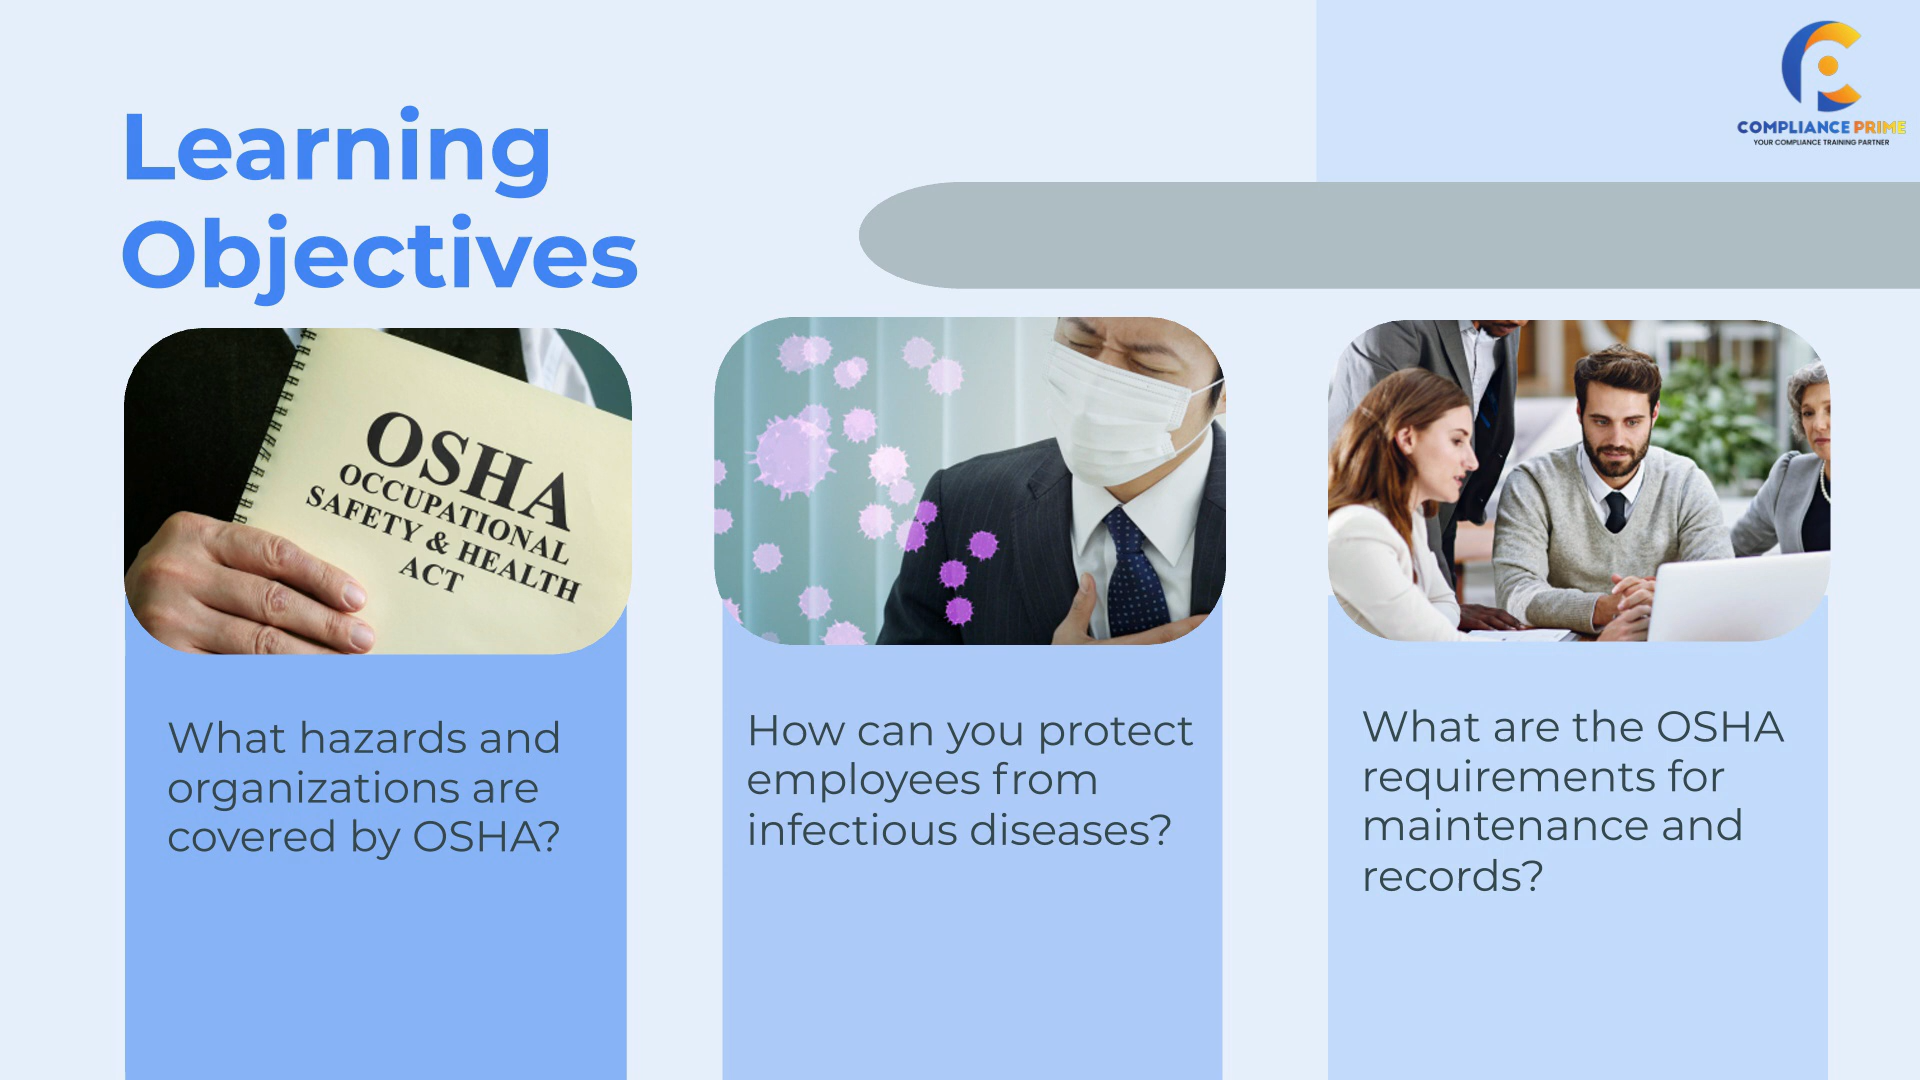 COMPLIANCE PRIME
YOUR COMPLIANCE TRAINING PARTNER
Learning
Objectives
OSHA
OCCUPATIONAL
SAFETY & HEALTH
ACT
What hazards and
organizations are
covered by OSHA?
How can you protect
employees from
infectious diseases?
What are the OSHA
requirements for
maintenance and
records?